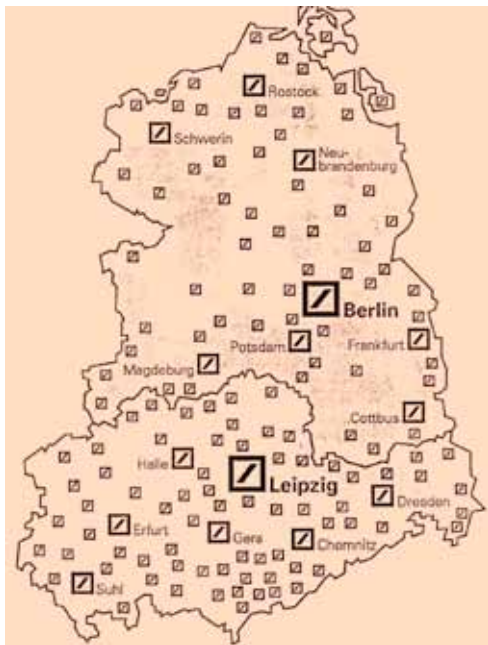 Rostock
Schwerin
Neu-
brandenburg
Berlin
Potsdam
Frankfurt
Magdeburg
Cottbus
Halle
Leipzig
Dresden
Erfurt
Gera
Chemnitz
Suhl